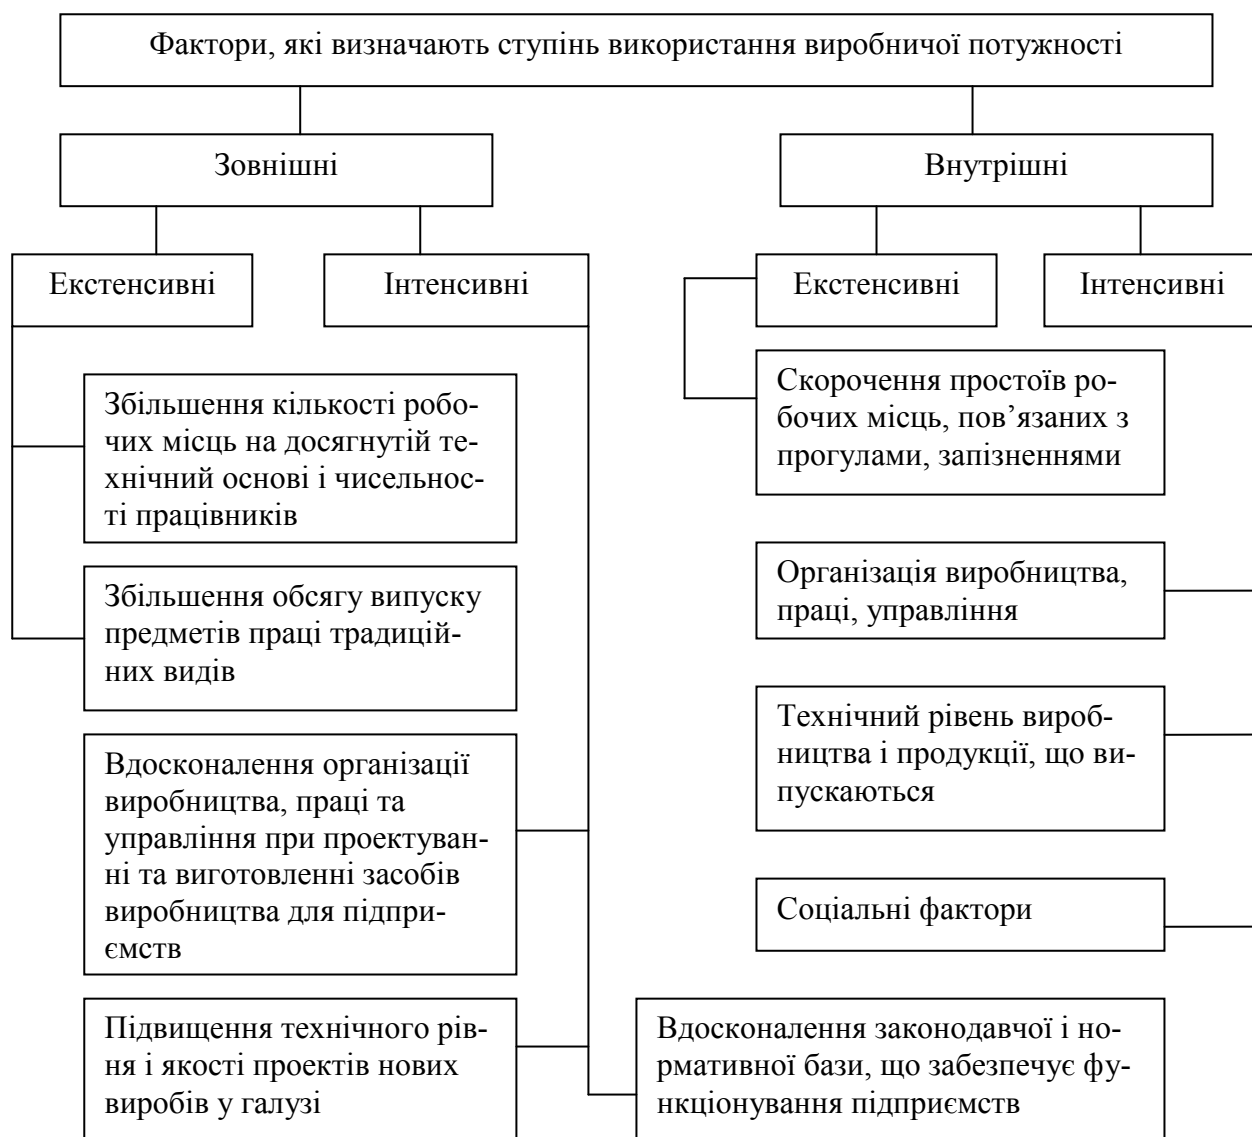 Фактори, які визначають ступінь використання виробничої потужності
Зовнішні
Внутрішні
Екстенсивні
Інтенсивні
Екстенсивні
Інтенсивні
Збільшення кількості робо-
чих місць на досягнутій те-
хнічний основі і чисельнос-
ті працівників
Збільшення обсягу випуску
предметів праці традицій-
них видів
Вдосконалення організації
виробництва, праці та
управління при проектуван-
ні та виготовленні засобів
виробництва для підпри-
ємств
Підвищення технічного рів-
ня і якості проектів нових
виробів у галузі
Скорочення простоїв ро-
бочих місць, пов’язаних з
прогулами, запізненнями
Організація виробництва,
праці, управління
Технічний рівень вироб-
ництва і продукції, що ви-
пускаються
Соціальні фактори
Вдосконалення законодавчої і но-
рмативної бази, що забезпечує фу-
нкціонування підприємств